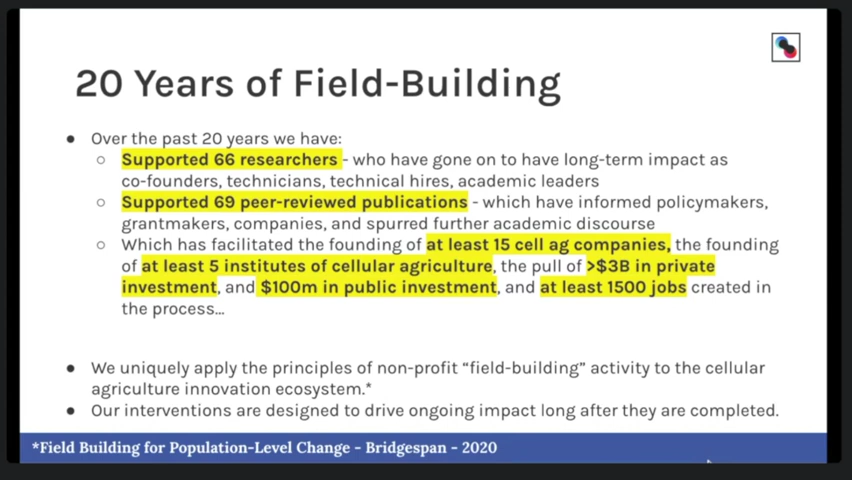 20 Years of Field-Building
● Over the past 20 years we have:
○ Supported 66 researchers - who have gone on to have long-term impact as
co-founders, technicians, technical hires, academic leaders
○ Supported 69 peer-reviewed publications - which have informed policymakers,
grantmakers, companies, and spurred further academic discourse
○ Which has facilitated the founding of at least 15 cell ag companies, the founding
of at least 5 institutes of cellular agriculture, the pull of >$3B in private
investment, and $100m in public investment, and at least 1500 jobs created in
the process...
● We uniquely apply the principles of non-profit “field-building” activity to the cellular
agriculture innovation ecosystem.*
● Our interventions are designed to drive ongoing impact long after they are completed.
*Field Building for Population-Level Change - Bridgespan - 2020